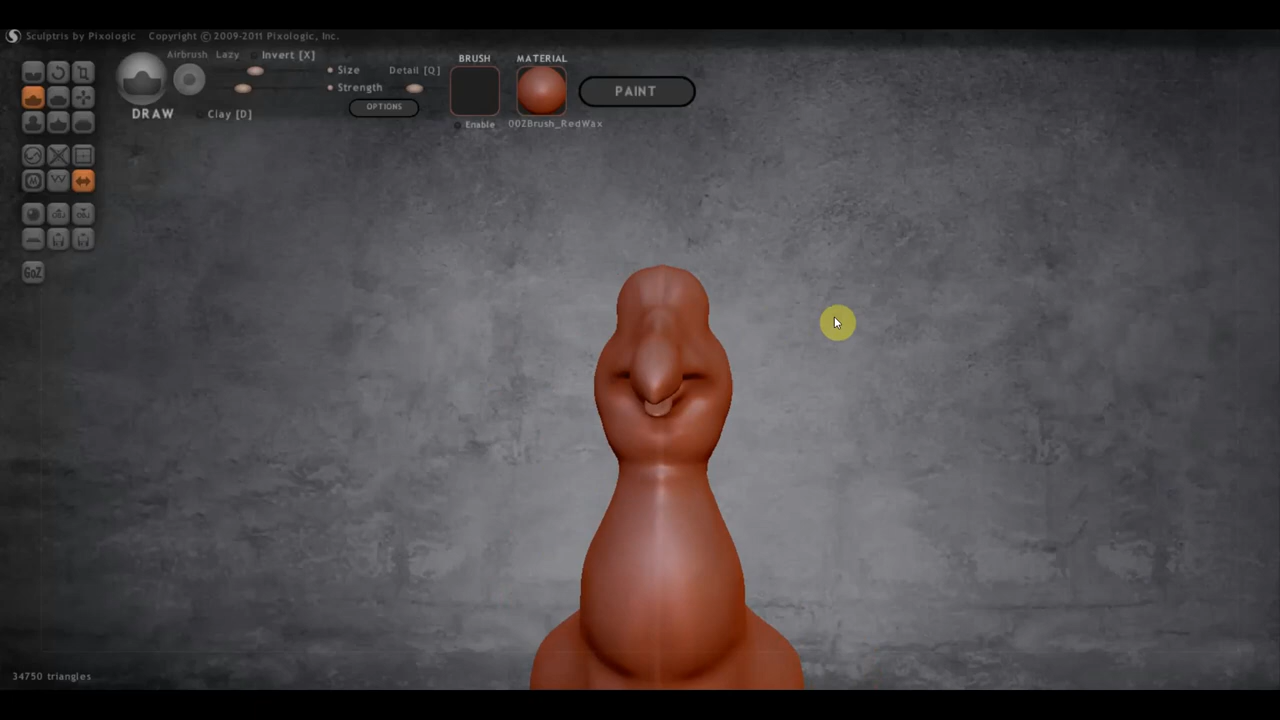 Sculptris by Pixologic Copyright © 2009-2011 Pixologic, Inc.
Airbrush Lazy Invert [X]
Size Detail [Q]
Strength
OPTIONS
DRAW Clay [D]
BRUSH
Enable
MATERIAL
00ZBrush_RedWax
PAINT
GoZ
34750 triangles